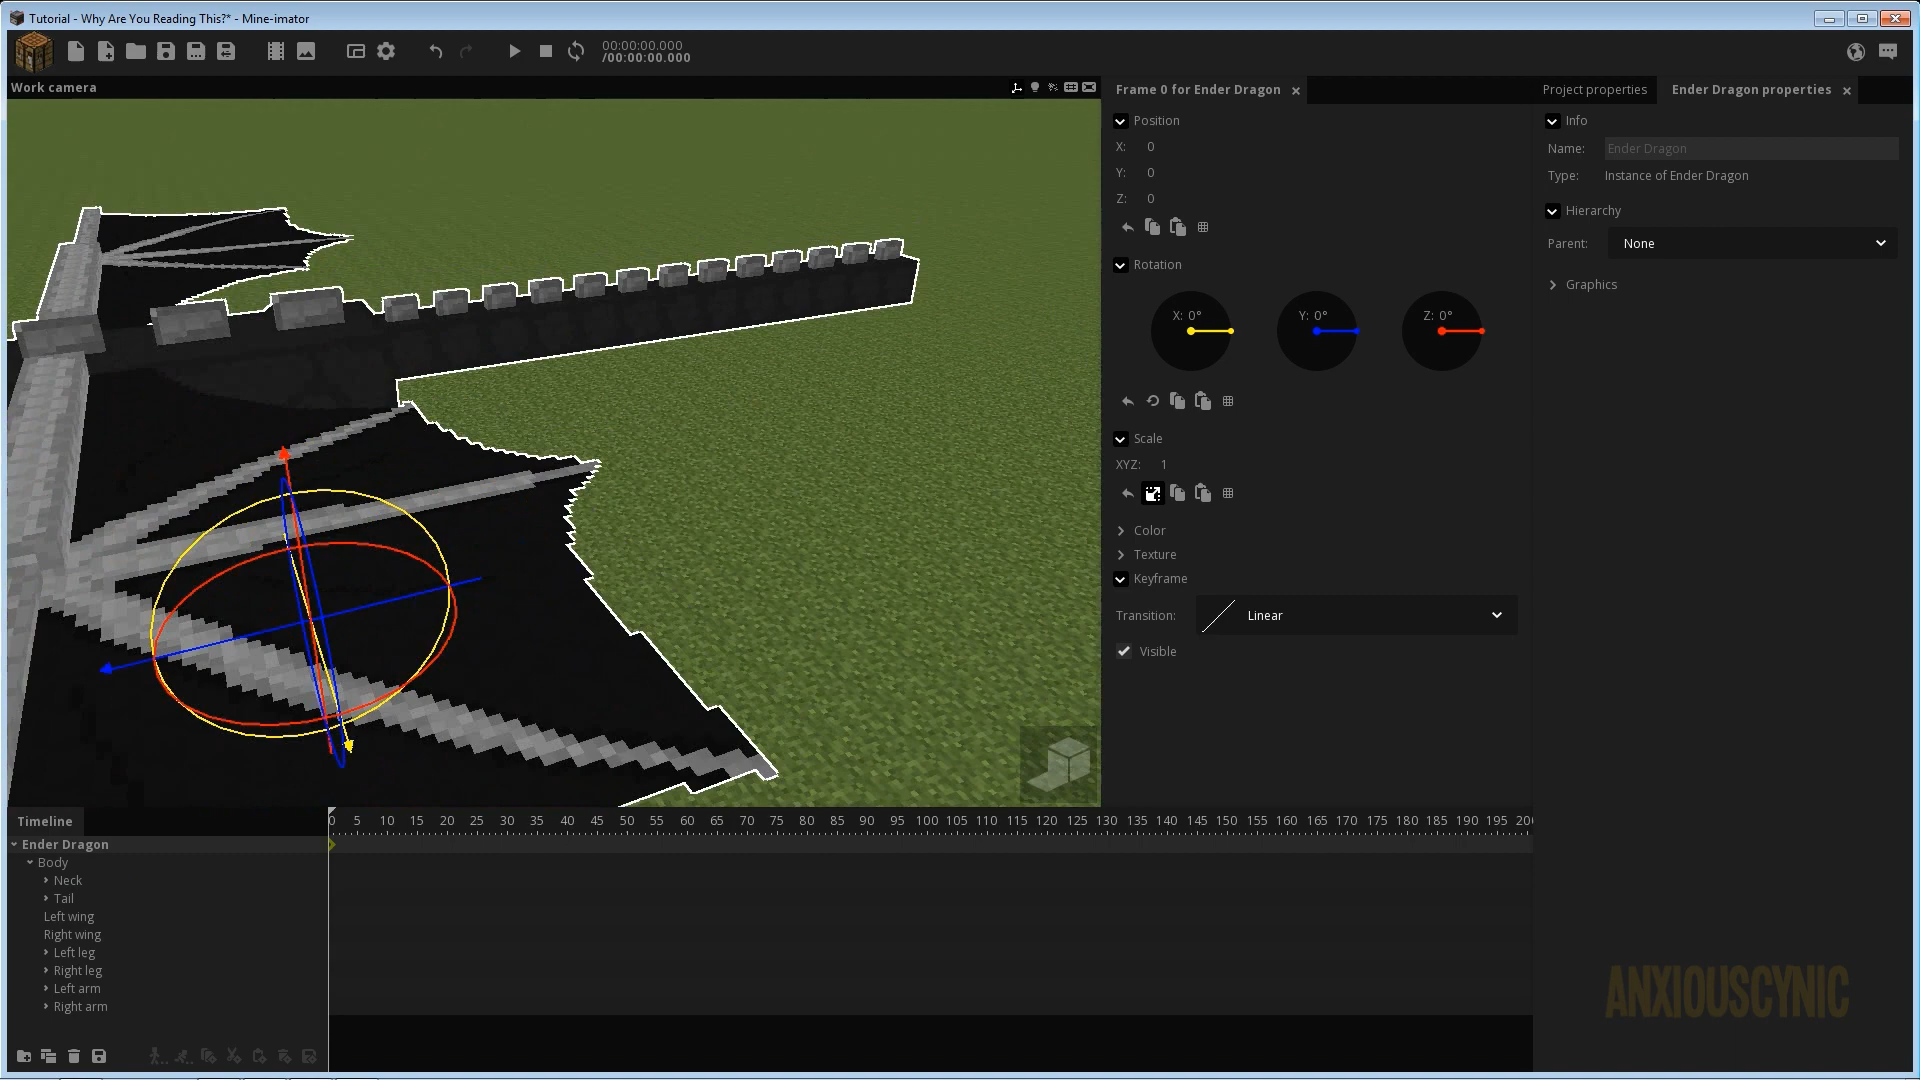 Tutorial - Why Are You Reading This?* - Mine-imator
00:00:00.000
/00:00:00.000
Work camera
Frame 0 for Ender Dragon
Position
X: 0
Y: 0
Z: 0
Rotation
X: 0° Y: 0° Z: 0°
Scale
XYZ: 1
Color
Texture
Keyframe
Transition: Linear
Visible
Project properties Ender Dragon properties
Info
Name: Ender Dragon
Type: Instance of Ender Dragon
Hierarchy
Parent: None
Graphics
Timeline
0 5 10 15 20 25 30 35 40 45 50 55 60 65 70 75 80 85 90 95 100 105 110 115 120 125 130 135 140 145 150 155 160 165 170 175 180 185 190 195
Ender Dragon
Body
Neck
Tail
Left wing
Right wing
Left leg
Right leg
Left arm
Right arm
ANXIOUSCYNIC